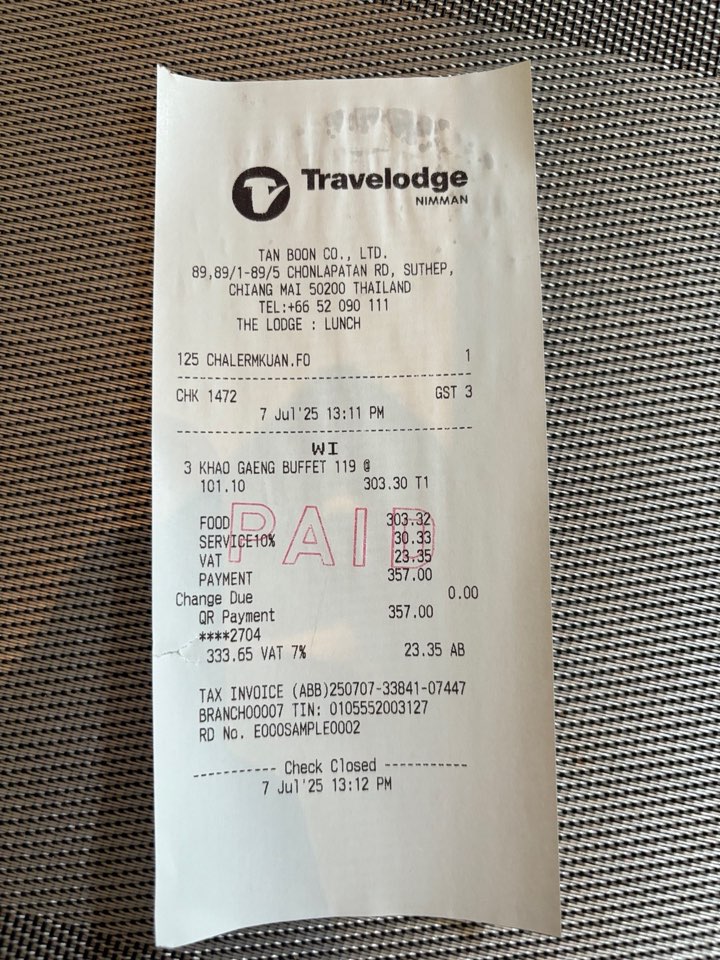 Travelodge
NIMMAN
TAN BOON CO., LTD.
89,89/1-89/5 CHONLAPATAN RD, SUTHEP,
CHIANG MAI 50200 THAILAND
TEL:+66 52 090 111
THE LODGE : LUNCH
125 CHALERMKUAN.FO 1
CHK 1472 GST 3
7 Jul'25 13:11 PM
WI
3 KHAO GAENG BUFFET 119 @
101.10 303.30 T1
PAID
FOOD 303.32
SERVICE10% 30.33
VAT 23.35
PAYMENT 357.00
Change Due 0.00
QR Payment 357.00
****2704
333.65 VAT 7% 23.35 AB
TAX INVOICE (ABB)250707-33841-07447
BRANCH00007 TIN: 0105552003127
RD No. E000SAMPLE0002
---------- Check Closed ----------
7 Jul'25 13:12 PM